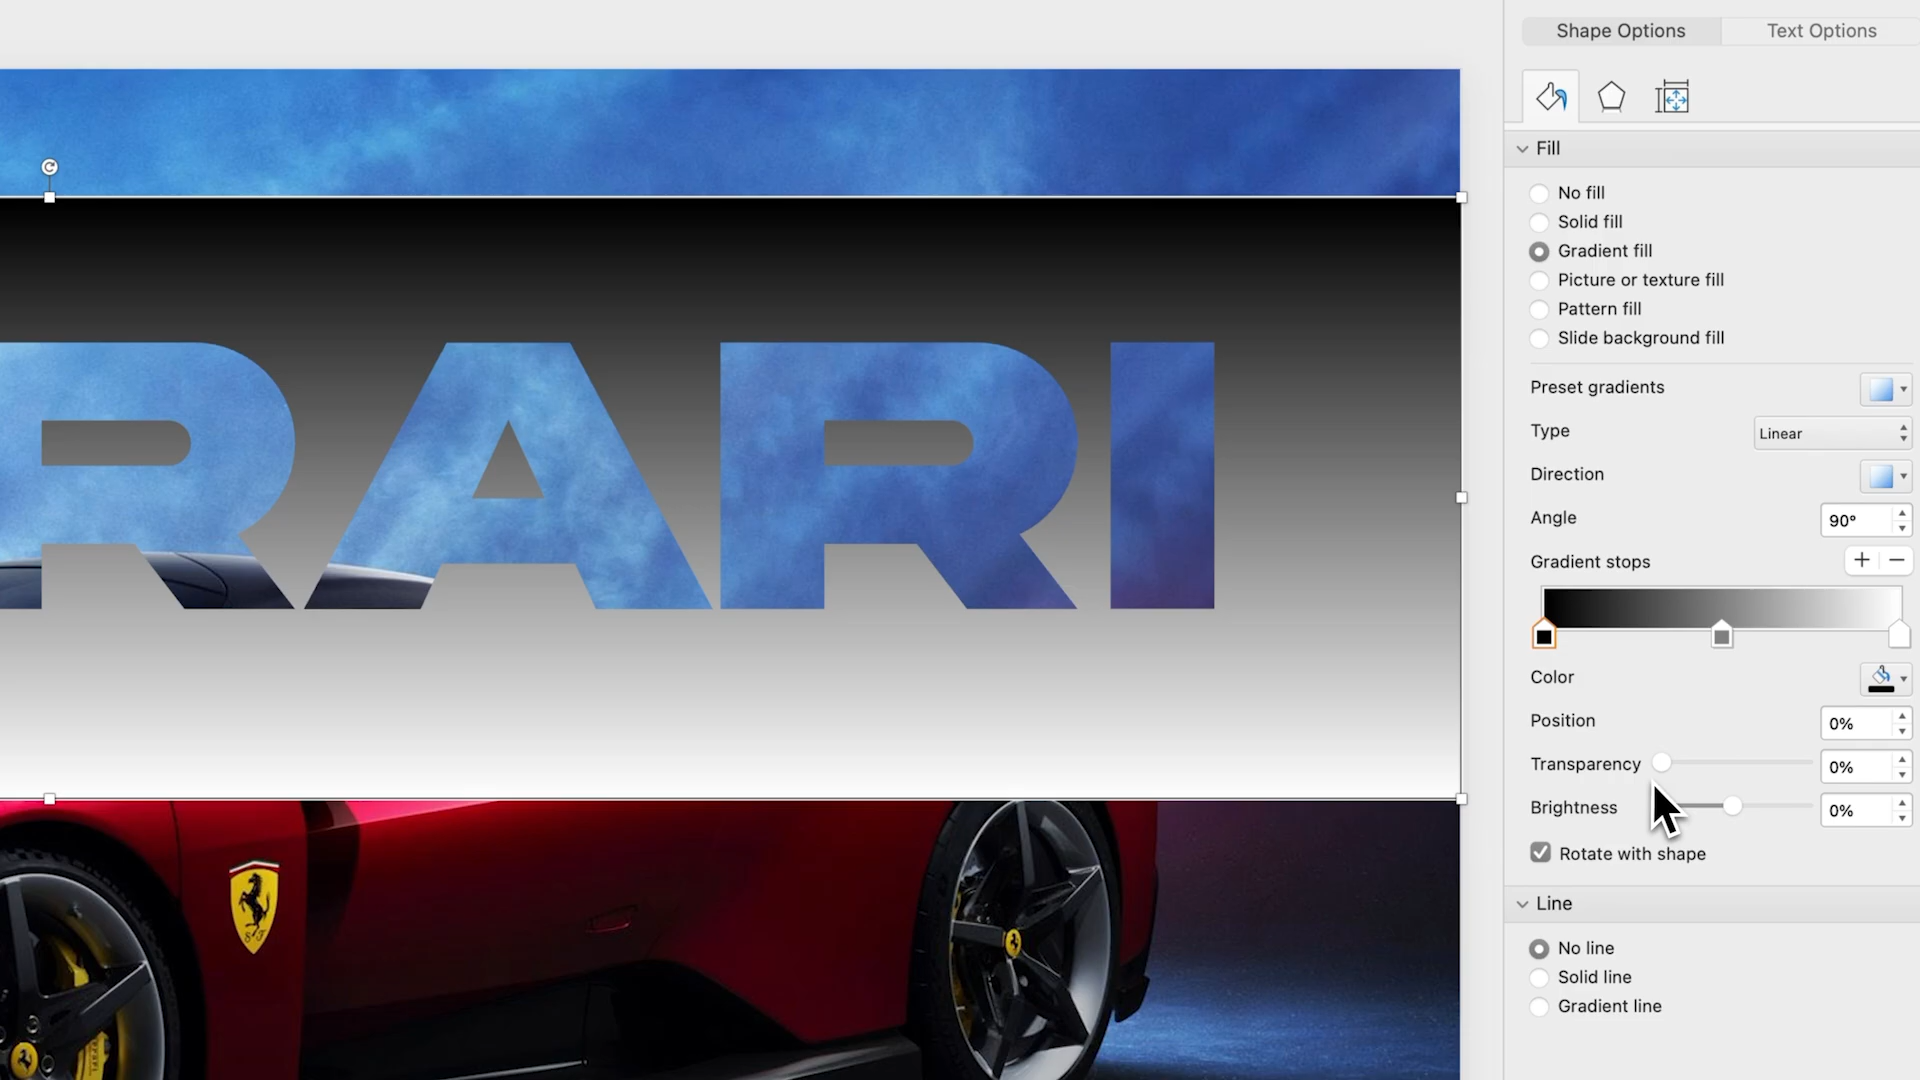 Shape Options Text Options
Fill
No fill
Solid fill
Gradient fill
Picture or texture fill
Pattern fill
Slide background fill
Preset gradients
Type Linear
Direction
Angle 90°
Gradient stops
Color
Position 0%
Transparency 0%
Brightness 0%
Rotate with shape
Line
No line
Solid line
Gradient line
RARI
S F